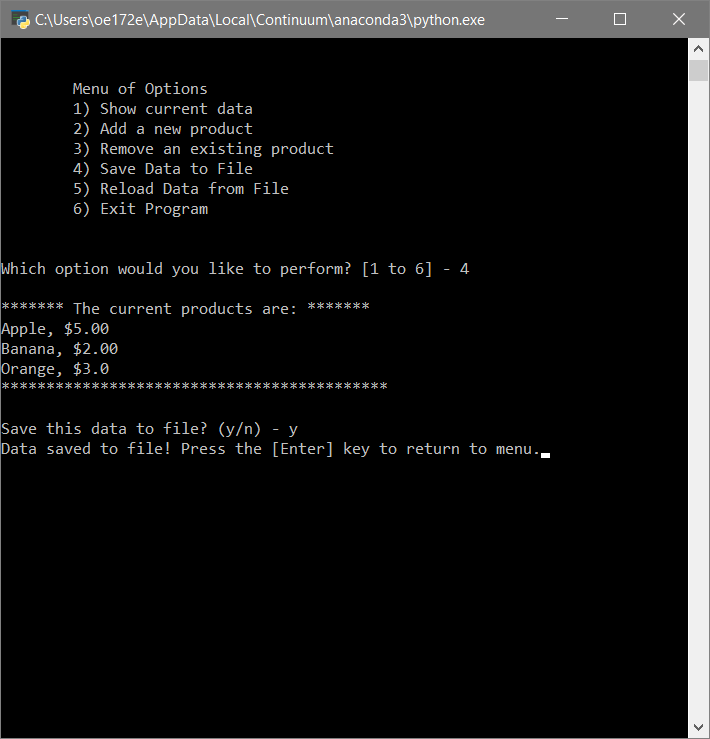 C:\Users\oe172e\AppData\Local\Continuum\anaconda3\python.exe
Menu of Options
1) Show current data
2) Add a new product
3) Remove an existing product
4) Save Data to File
5) Reload Data from File
6) Exit Program
Which option would you like to perform? [1 to 6] - 4
******* The current products are: *******
Apple, $5.00
Banana, $2.00
Orange, $3.0
*******************************************
Save this data to file? (y/n) - y
Data saved to file! Press the [Enter] key to return to menu.